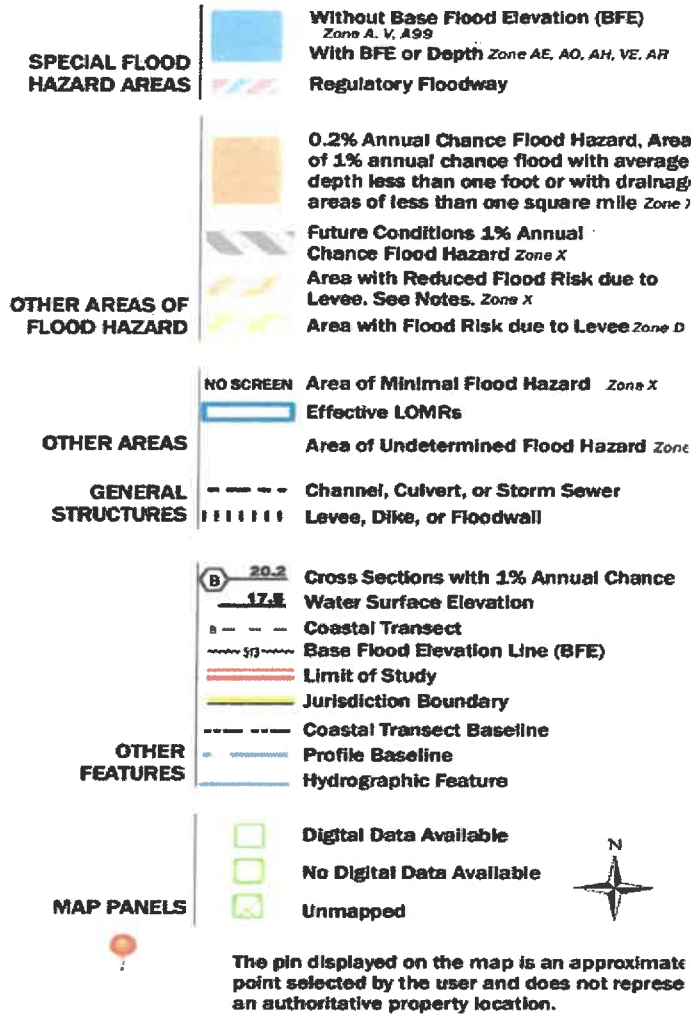 SPECIAL FLOOD
HAZARD AREAS
Without Base Flood Elevation (BFE)
Zone A, V, A99
With BFE or Depth Zone AE, AO, AH, VE, AR
Regulatory Floodway
OTHER AREAS OF
FLOOD HAZARD
0.2% Annual Chance Flood Hazard, Area
of 1% annual chance flood with average
depth less than one foot or with drainag
areas of less than one square mile Zone
Future Conditions 1% Annual
Chance Flood Hazard Zone X
Area with Reduced Flood Risk due to
Levee. See Notes. Zone X
Area with Flood Risk due to Levee Zone D
OTHER AREAS
NO SCREEN Area of Minimal Flood Hazard Zone X
Effective LOMRs
Area of Undetermined Flood Hazard Zone
GENERAL
STRUCTURES
Channel, Culvert, or Storm Sewer
Levee, Dike, or Floodwall
OTHER
FEATURES
B 20.2 Cross Sections with 1% Annual Chance
17.5 Water Surface Elevation
8 Coastal Transect
513 Base Flood Elevation Line (BFE)
Limit of Study
Jurisdiction Boundary
Coastal Transect Baseline
Profile Baseline
Hydrographic Feature
MAP PANELS
Digital Data Available
No Digital Data Available
Unmapped
N
The pin displayed on the map is an approximate
point selected by the user and does not represe
an authoritative property location.